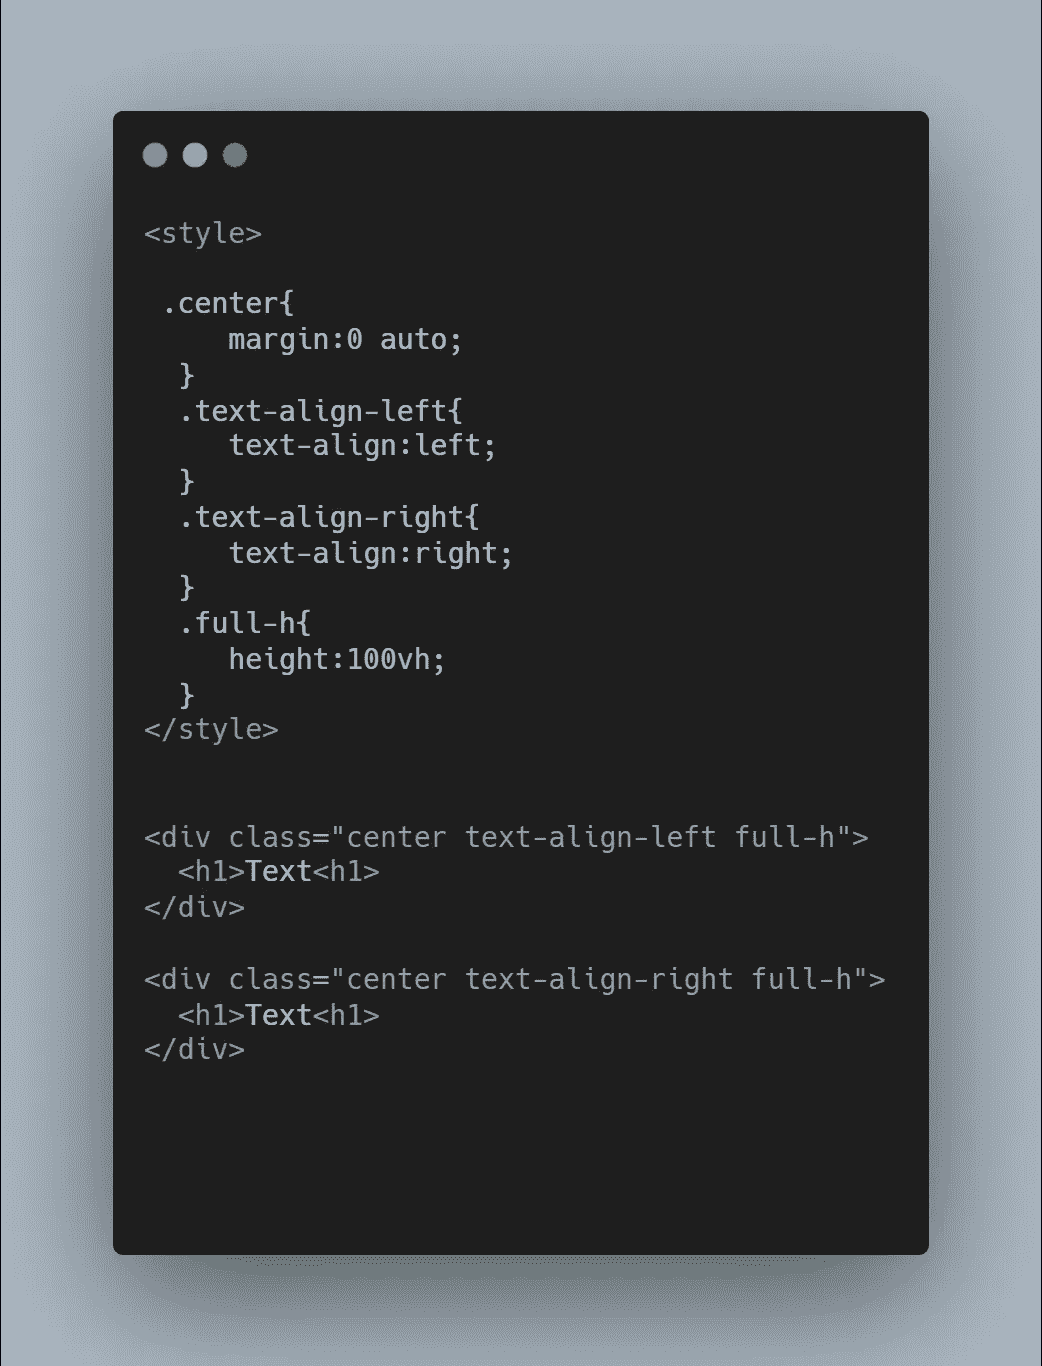 <style>
.center{
margin:0 auto;
}
.text-align-left{
text-align:left;
}
.text-align-right{
text-align:right;
}
.full-h{
height:100vh;
}
</style>
<div class="center text-align-left full-h">
<h1>Text<h1>
</div>
<div class="center text-align-right full-h">
<h1>Text<h1>
</div>